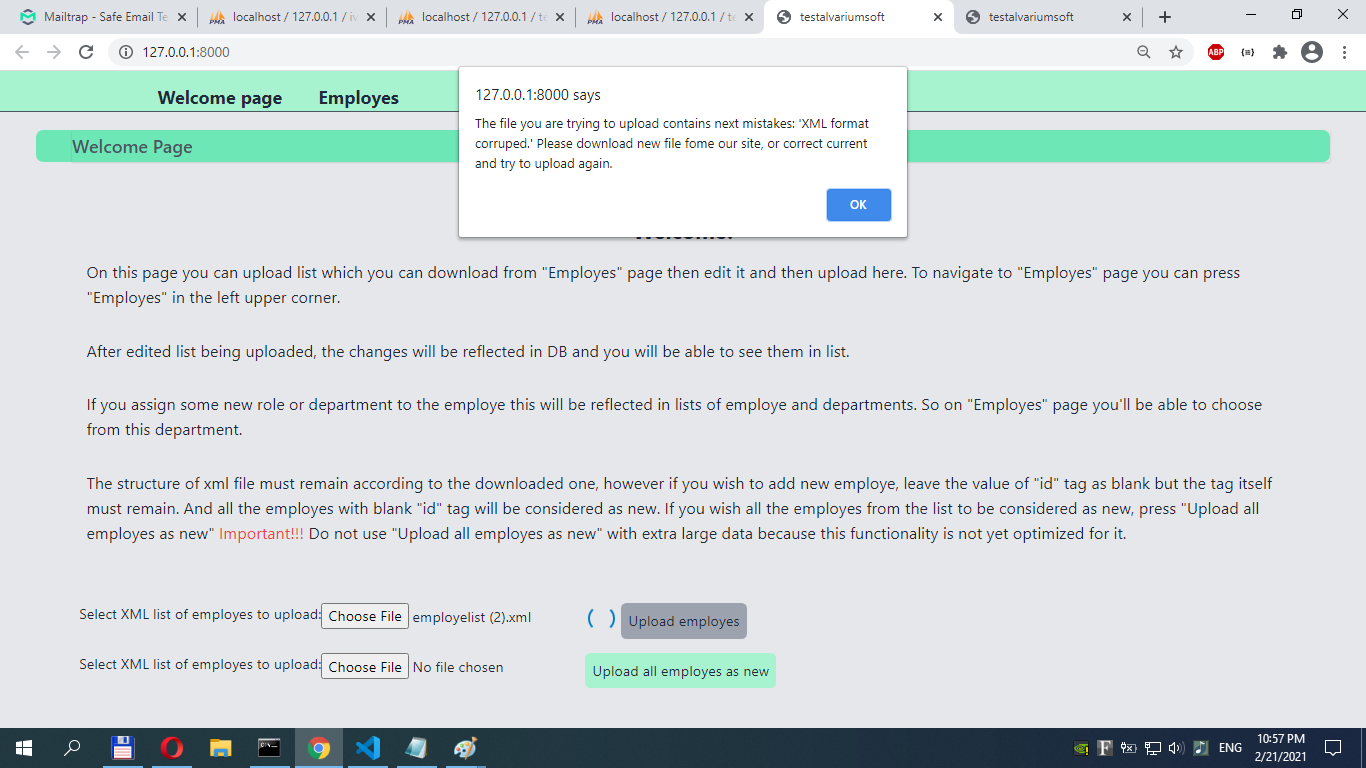 Mailtrap - Safe Email Te
localhost / 127.0.0.1 / iv
localhost / 127.0.0.1 / te
localhost / 127.0.0.1 / te
testalvariumsoft
testalvariumsoft
127.0.0.1:8000
ABP
Welcome page
Employes
127.0.0.1:8000 says
The file you are trying to upload contains next mistakes: 'XML format
corruped.' Please download new file fome our site, or correct current
and try to upload again.
OK
Welcome Page
Welcome!
On this page you can upload list which you can download from "Employes" page then edit it and then upload here. To navigate to "Employes" page you can press
"Employes" in the left upper corner.
After edited list being uploaded, the changes will be reflected in DB and you will be able to see them in list.
If you assign some new role or department to the employe this will be reflected in lists of employe and departments. So on "Employes" page you'll be able to choose
from this department.
The structure of xml file must remain according to the downloaded one, however if you wish to add new employe, leave the value of "id" tag as blank but the tag itself
must remain. And all the employes with blank "id" tag will be considered as new. If you wish all the employes from the list to be considered as new, press "Upload all
employes as new" Important!!! Do not use "Upload all employes as new" with extra large data because this functionality is not yet optimized for it.
Select XML list of employes to upload: Choose File employelist (2).xml
Upload employes
Select XML list of employes to upload: Choose File No file chosen
Upload all employes as new
ENG
10:57 PM
2/21/2021